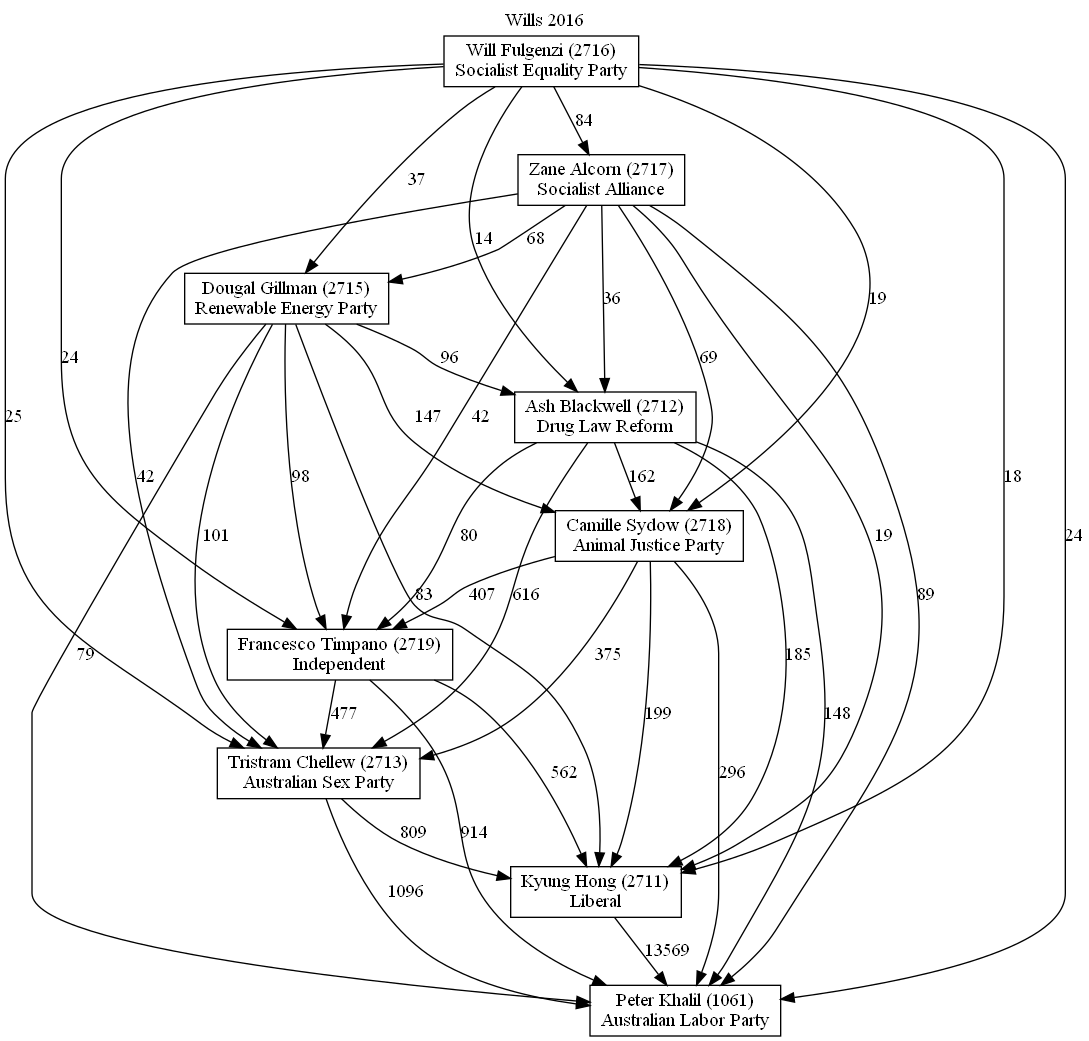 Wills 2016
Will Fulgenzi (2716)
Socialist Equality Party
84
Zane Alcorn (2717)
Socialist Alliance
37
14
68
Dougal Gillman (2715)
Renewable Energy Party
36
19
24
96
69
Ash Blackwell (2712)
Drug Law Reform
25
147
42
42
98
162
18
Camille Sydow (2718)
Animal Justice Party
101
80
19
24
83
407
616
89
Francesco Timpano (2719)
Independent
79
375
185
477
199
148
Tristram Chellew (2713)
Australian Sex Party
562
296
809
914
Kyung Hong (2711)
Liberal
1096
13569
Peter Khalil (1061)
Australian Labor Party